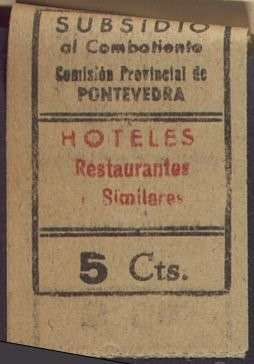 SUBSIDIO
al Combatiente
Comisión Provincial de
PONTEVEDRA
HOTELES
Restaurantes
y Similares
5 Cts.